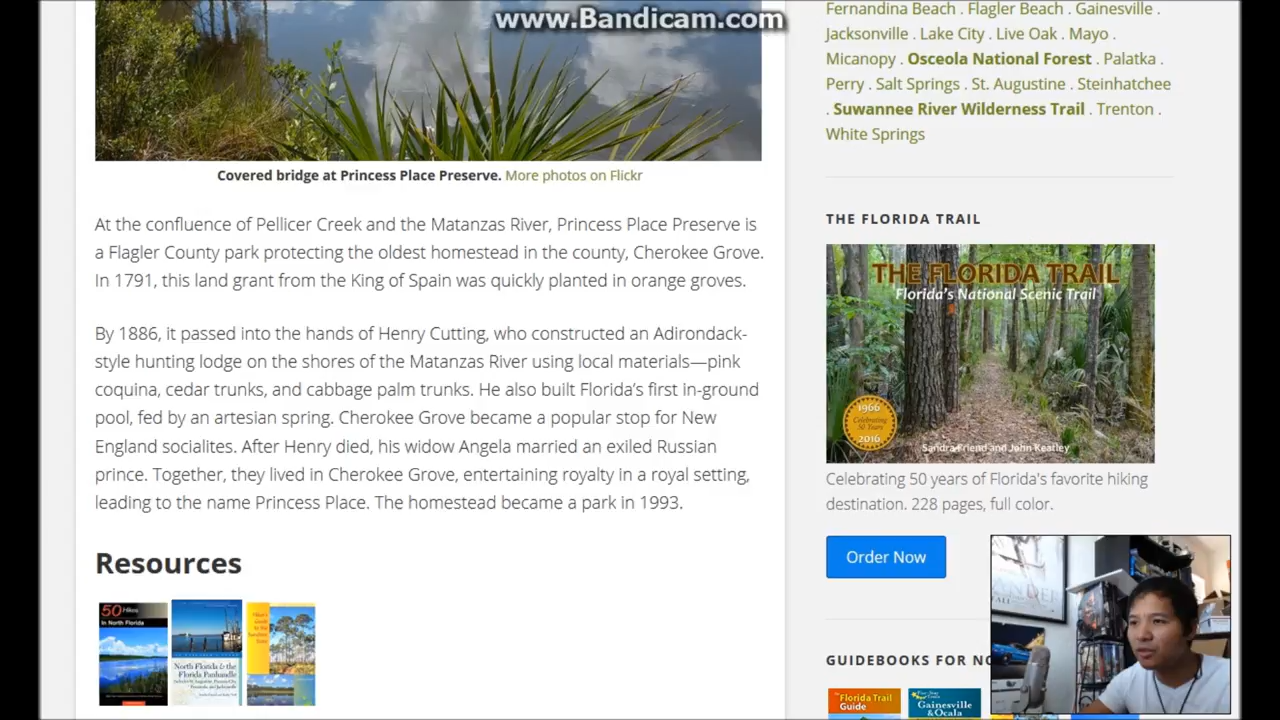 www.Bandicam.com
Fernandina Beach . Flagler Beach . Gainesville .
Jacksonville . Lake City . Live Oak . Mayo .
Micanopy . Osceola National Forest . Palatka .
Perry . Salt Springs . St. Augustine . Steinhatchee
. Suwannee River Wilderness Trail . Trenton .
White Springs
Covered bridge at Princess Place Preserve. More photos on Flickr
At the confluence of Pellicer Creek and the Matanzas River, Princess Place Preserve is
a Flagler County park protecting the oldest homestead in the county, Cherokee Grove.
In 1791, this land grant from the King of Spain was quickly planted in orange groves.
By 1886, it passed into the hands of Henry Cutting, who constructed an Adirondack-
style hunting lodge on the shores of the Matanzas River using local materials—pink
coquina, cedar trunks, and cabbage palm trunks. He also built Florida's first in-ground
pool, fed by an artesian spring. Cherokee Grove became a popular stop for New
England socialites. After Henry died, his widow Angela married an exiled Russian
prince. Together, they lived in Cherokee Grove, entertaining royalty in a royal setting,
leading to the name Princess Place. The homestead became a park in 1993.
Resources
50 Hikes
in North Florida
North Florida & the
Florida Panhandle
THE FLORIDA TRAIL
THE FLORIDA TRAIL
Florida's National Scenic Trail
1966
Celebrating
50 Years
2016
Sandra Friend and John Keatley
Celebrating 50 years of Florida's favorite hiking
destination. 228 pages, full color.
Order Now
GUIDEBOOKS FOR NO
Florida Trail
Guide
Gainesville
& Ocala